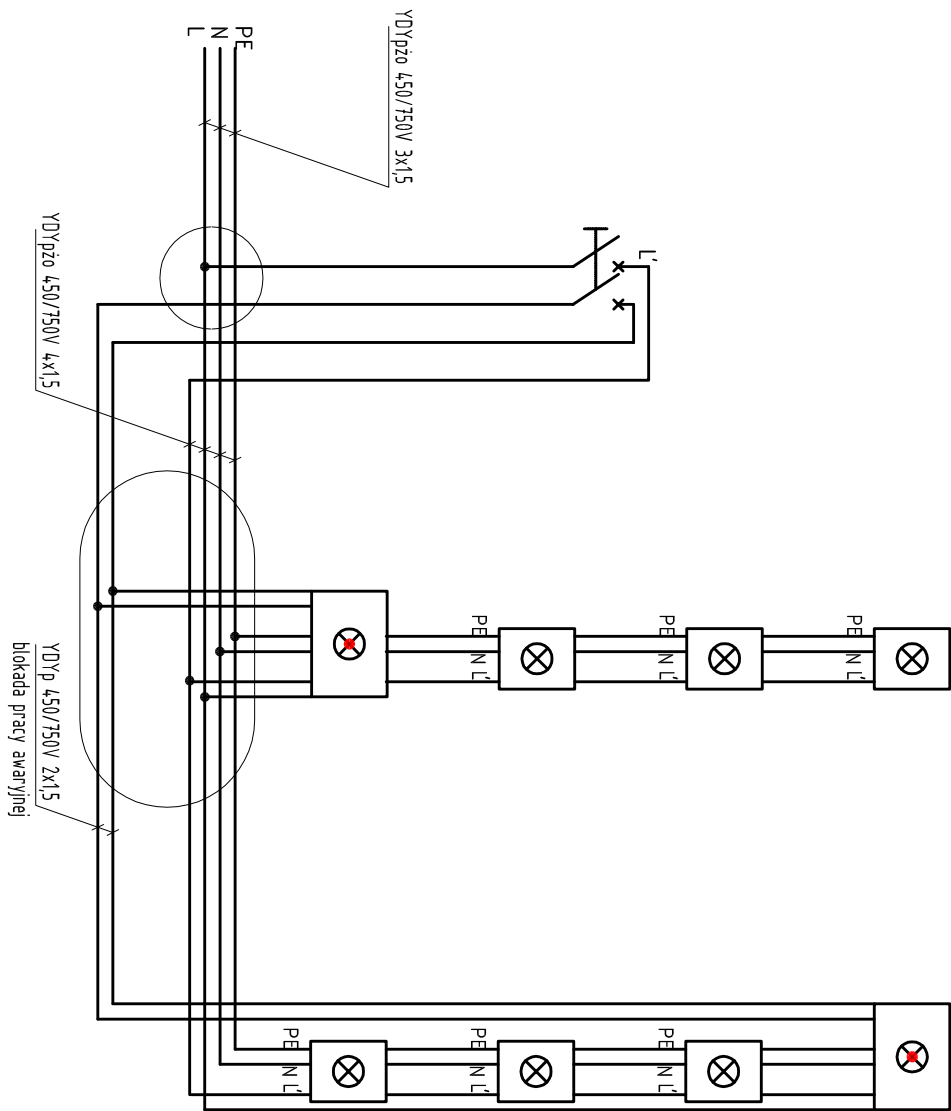 PE
N
L
YDYpżo 450/750V 3x1,5
L'
YDYpżo 450/750V 4x1,5
PE
N L'
PE
N L'
PE
N L'
YDYp 450/750V 2x1,5
blokada pracy awaryjnej
PE
N L'
PE
N L'
PE
N L'